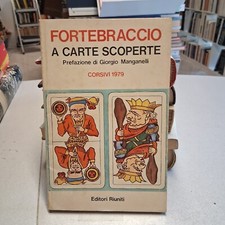 FORTEBRACCIO
A CARTE SCOPERTE
Prefazione di Giorgio Manganelli
CORSIVI 1979
Editori Riuniti